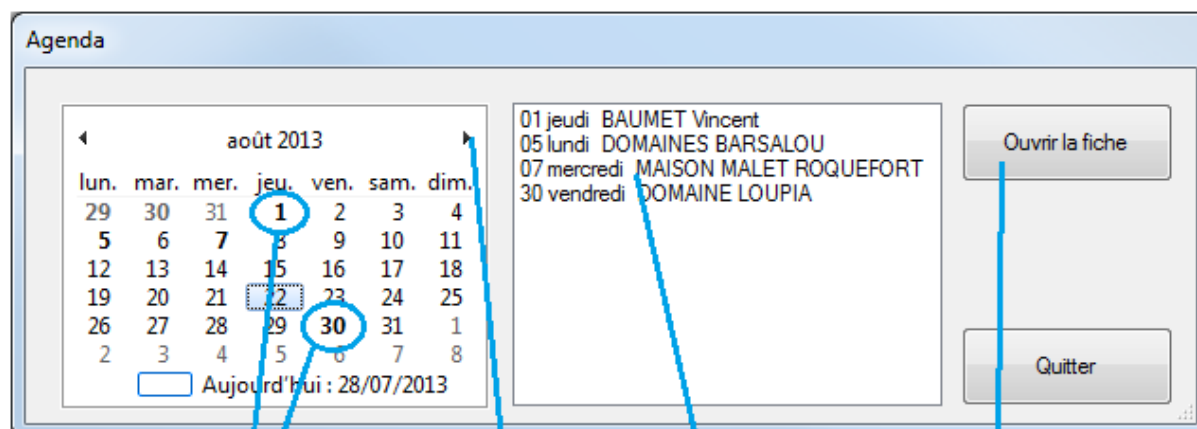 Agenda
août 2013
lun. mar. mer. jeu. ven. sam. dim.
29 30 31 1 2 3 4
5 6 7 8 9 10 11
12 13 14 15 16 17 18
19 20 21 22 23 24 25
26 27 28 29 30 31 1
2 3 4 5 6 7 8
Aujourd'hui : 28/07/2013
01 jeudi BAUMET Vincent
05 lundi DOMAINES BARSALOU
07 mercredi MAISON MALET ROQUEFORT
30 vendredi DOMAINE LOUPIA
Ouvrir la fiche
Quitter